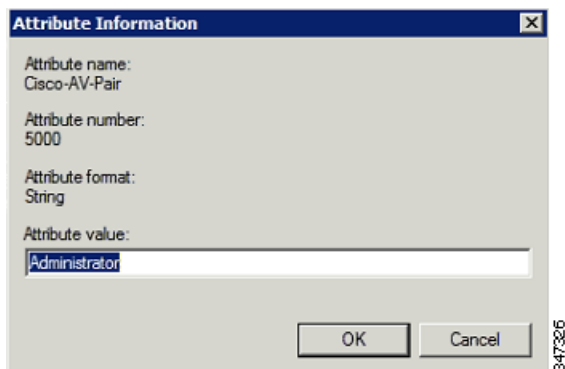 Attribute Information
Attribute name:
Cisco-AV-Pair
Attribute number:
5000
Attribute format:
String
Attribute value:
Administrator
OK
Cancel
347326